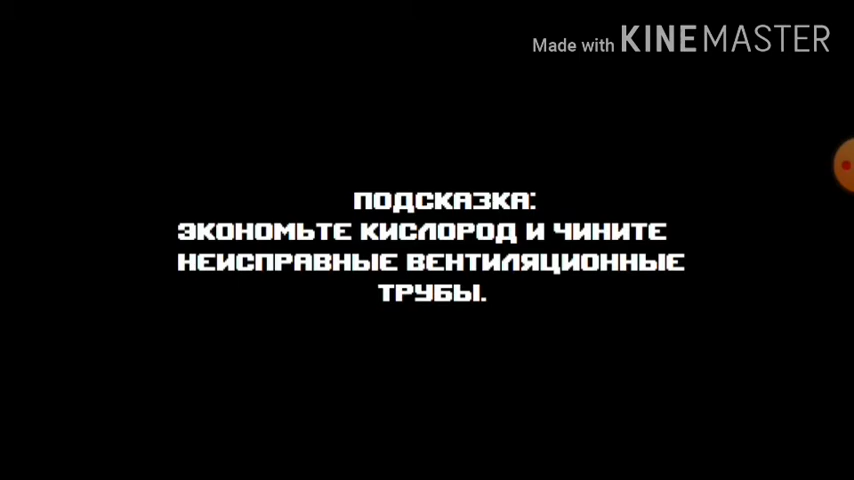 Made with KINEMASTER
ПОДСКАЗКА:
ЭКОНОМЬТЕ КИСЛОРОД И ЧИНИТЕ
НЕИСПРАВНЫЕ ВЕНТИЛЯЦИОННЫЕ
ТРУБЫ.